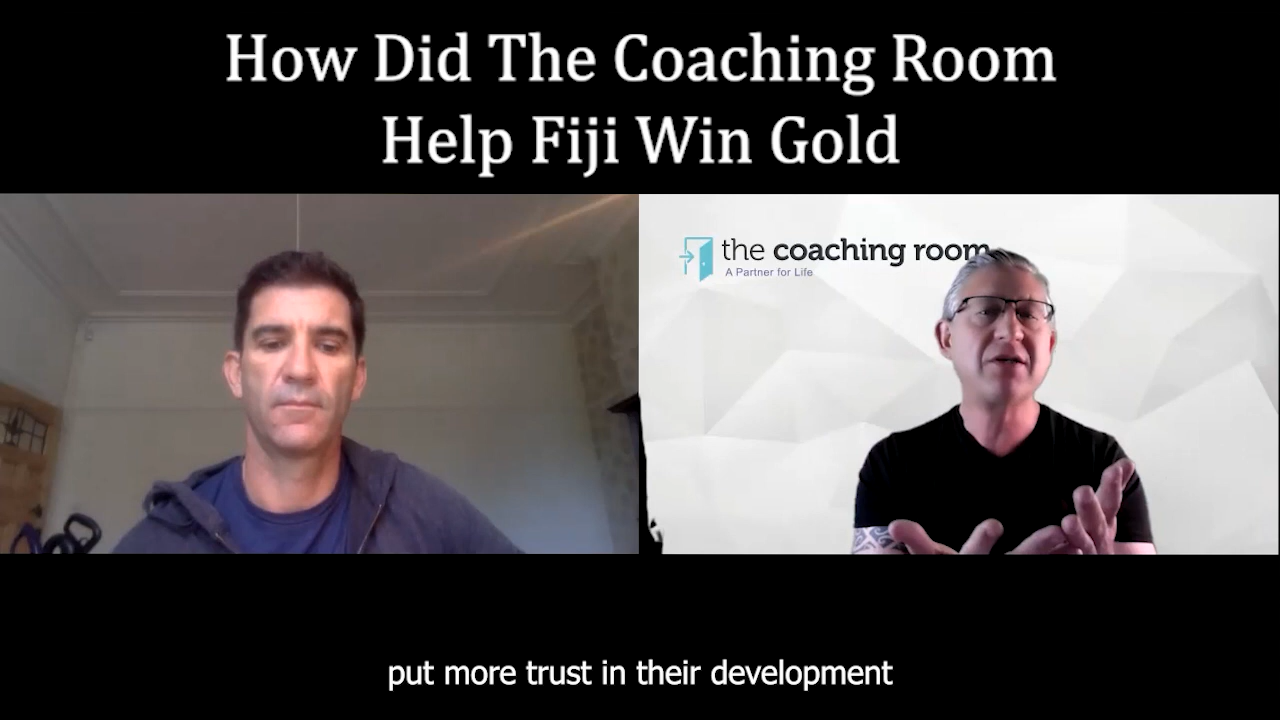 How Did The Coaching Room
Help Fiji Win Gold
the coaching room
A Partner for Life
put more trust in their development